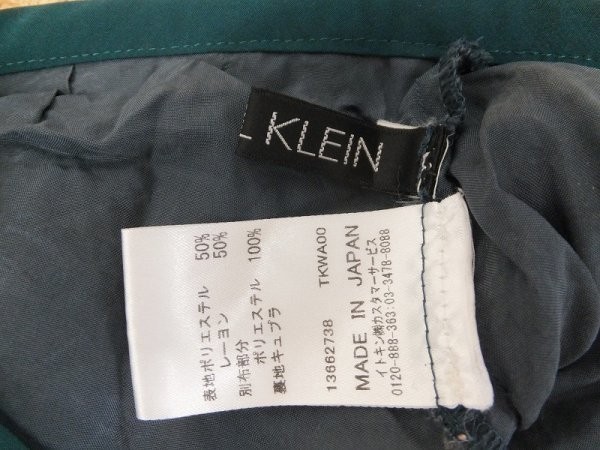 KLEIN
表地ポリエステル 50%
レーヨン 50%
別布部分
ポリエステル 100%
裏地キュプラ
13662738 TKWA00
MADE IN JAPAN
イトキン㈱カスタマーサービス
0120-888-363:03-3478-8088